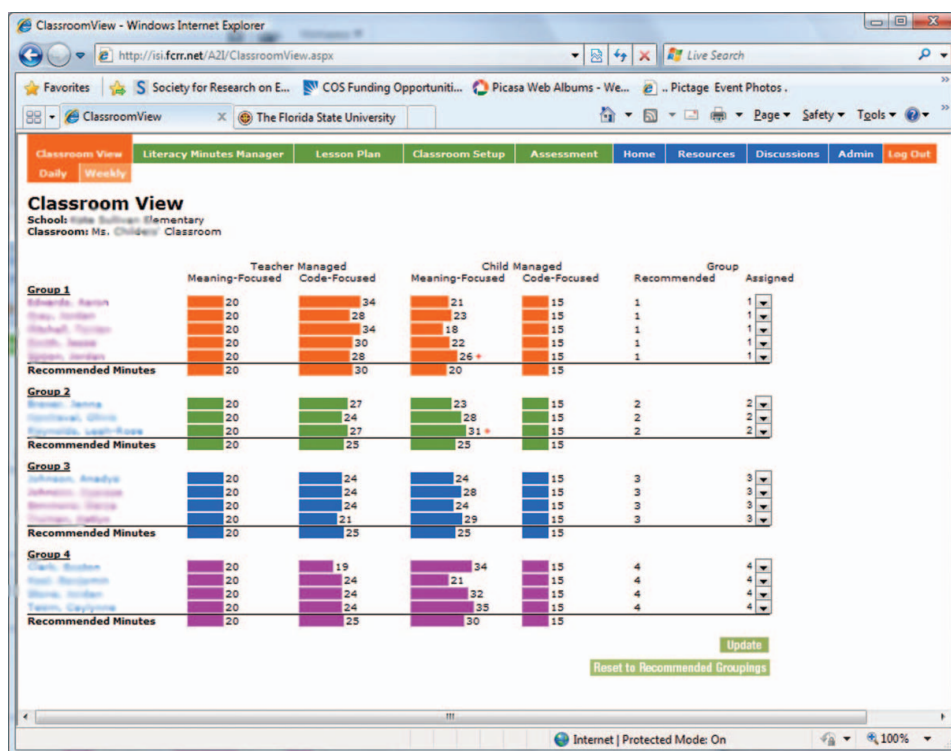 ClassroomView - Windows Internet Explorer
http://isi.fcrr.net/A2I/ClassroomView.aspx
Live Search
Favorites S Society for Research on E... COS Funding Opportuniti... Picasa Web Albums - We... .. Pictage Event Photos .
ClassroomView The Florida State University Page Safety Tools
Classroom View Literacy Minutes Manager Lesson Plan Classroom Setup Assessment Home Resources Discussions Admin Log Out
Daily Weekly
Classroom View
School: Elementary
Classroom: Ms. Classroom
Teacher Managed Child Managed Group
Meaning-Focused Code-Focused Meaning-Focused Code-Focused Recommended Assigned
Group 1
20 34 21 15 1 1
20 28 23 15 1 1
20 34 18 15 1 1
20 30 22 15 1 1
20 28 26 + 15 1 1
Recommended Minutes 20 30 20 15
Group 2
20 27 23 15 2 2
20 24 28 15 2 2
20 27 31 + 15 2 2
Recommended Minutes 20 25 25 15
Group 3
20 24 24 15 3 3
20 24 28 15 3 3
20 24 24 15 3 3
20 21 29 15 3 3
Recommended Minutes 20 25 25 15
Group 4
20 19 34 15 4 4
20 24 21 15 4 4
20 24 32 15 4 4
20 24 35 15 4 4
Recommended Minutes 20 25 30 15
Update
Reset to Recommended Groupings
Internet | Protected Mode: On 100%